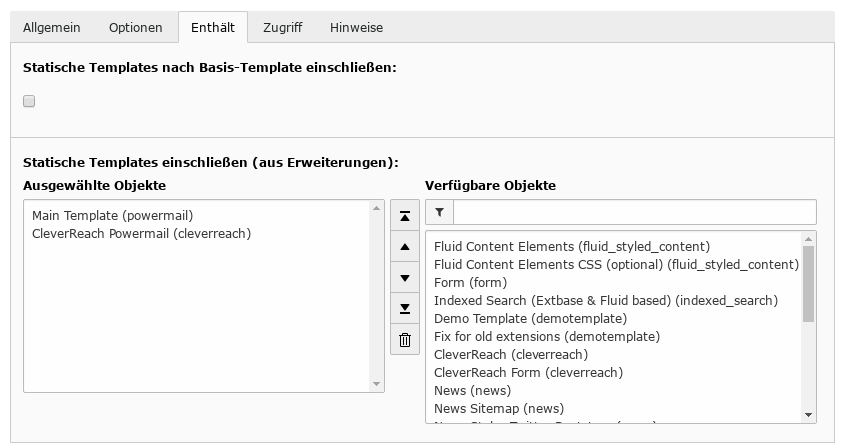 Allgemein Optionen Enthält Zugriff Hinweise
Statische Templates nach Basis-Template einschließen:
Statische Templates einschließen (aus Erweiterungen):
Ausgewählte Objekte
Main Template (powermail)
CleverReach Powermail (cleverreach)
Verfügbare Objekte
Fluid Content Elements (fluid_styled_content)
Fluid Content Elements CSS (optional) (fluid_styled_content)
Form (form)
Indexed Search (Extbase & Fluid based) (indexed_search)
Demo Template (demotemplate)
Fix for old extensions (demotemplate)
CleverReach (cleverreach)
CleverReach Form (cleverreach)
News (news)
News Sitemap (news)